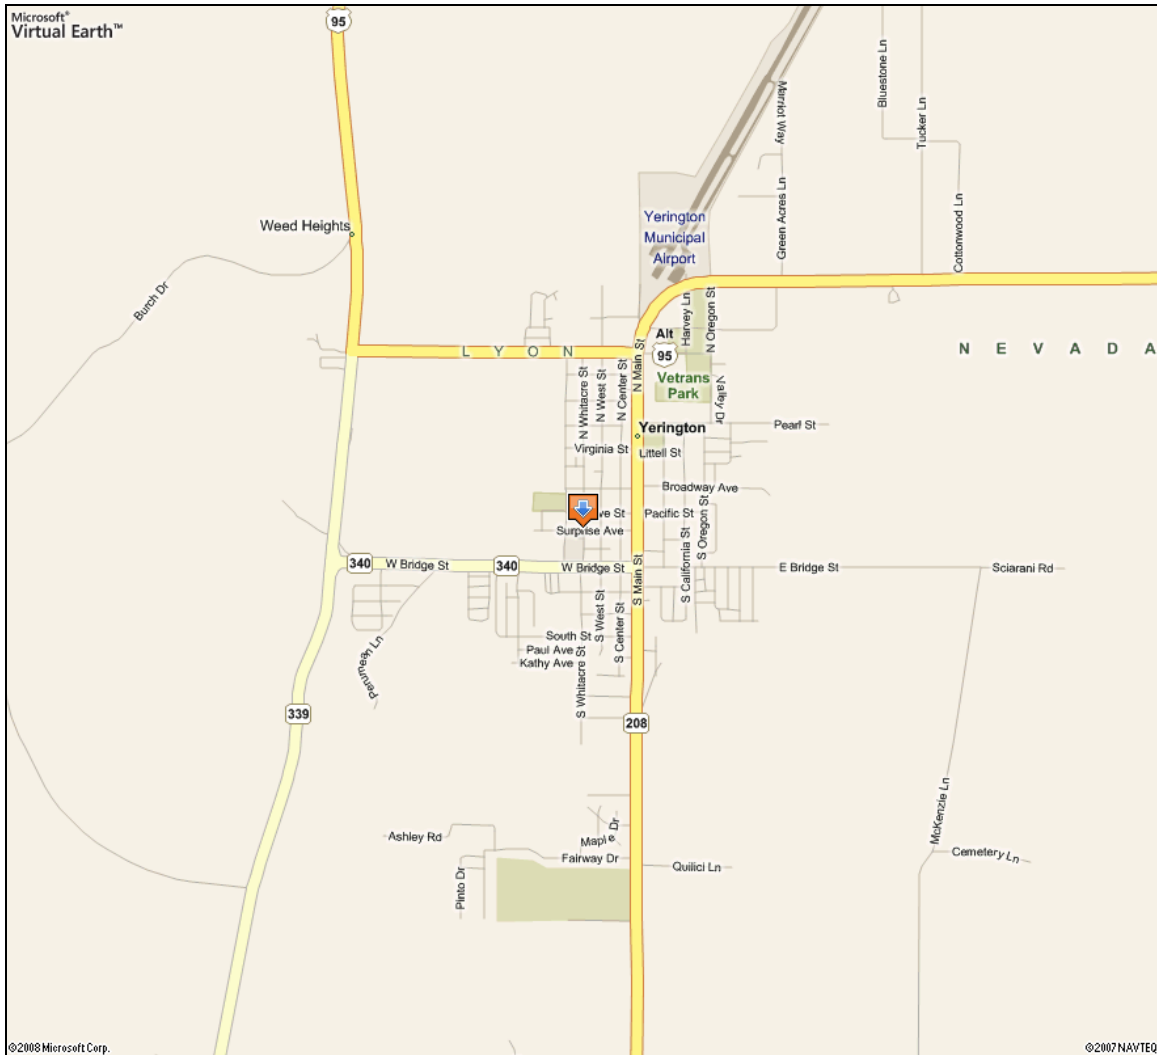 Microsoft®
Virtual Earth™
95
Bluestone Ln
Tucker Ln
Marriot Way
Weed Heights
Yerington
Municipal
Airport
Green Acres Ln
Cottonwood Ln
Burch Dr
Harvey Ln
N Oregon St
Alt
95
L Y O N
N E V A D A
N Main St
N Center St
N West St
N Whitacre St
Vetrans
Park
Valley Dr
Yerington
Pearl St
Virginia St
Littell St
Broadway Ave
ve St
Pacific St
Surprise Ave
S Oregon St
S California St
340
W Bridge St
340
W Bridge St
E Bridge St
Sciarani Rd
S Main St
S West St
S Center St
South St
Paul Ave
Kathy Ave
S Whitacre St
339
208
McKenzie Ln
Ashley Rd
Maple Dr
Fairway Dr
Quilici Ln
Cemetery Ln
Pinto Dr
©2008 Microsoft Corp.
©2007 NAVTEQ